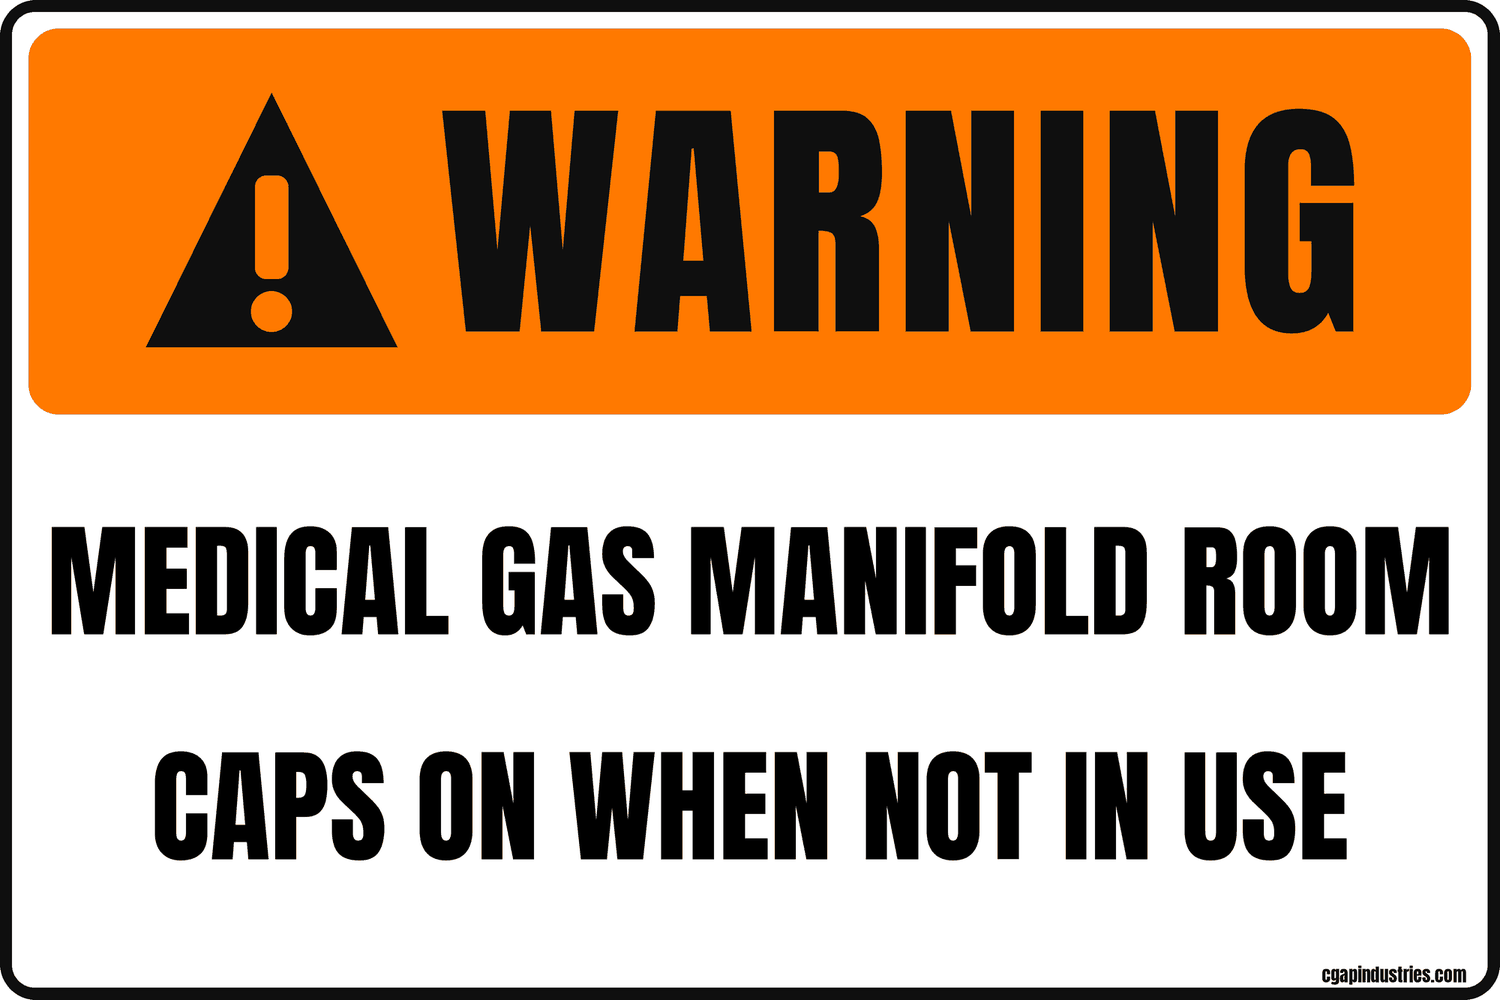 WARNING
MEDICAL GAS MANIFOLD ROOM
CAPS ON WHEN NOT IN USE
cgapindustries.com